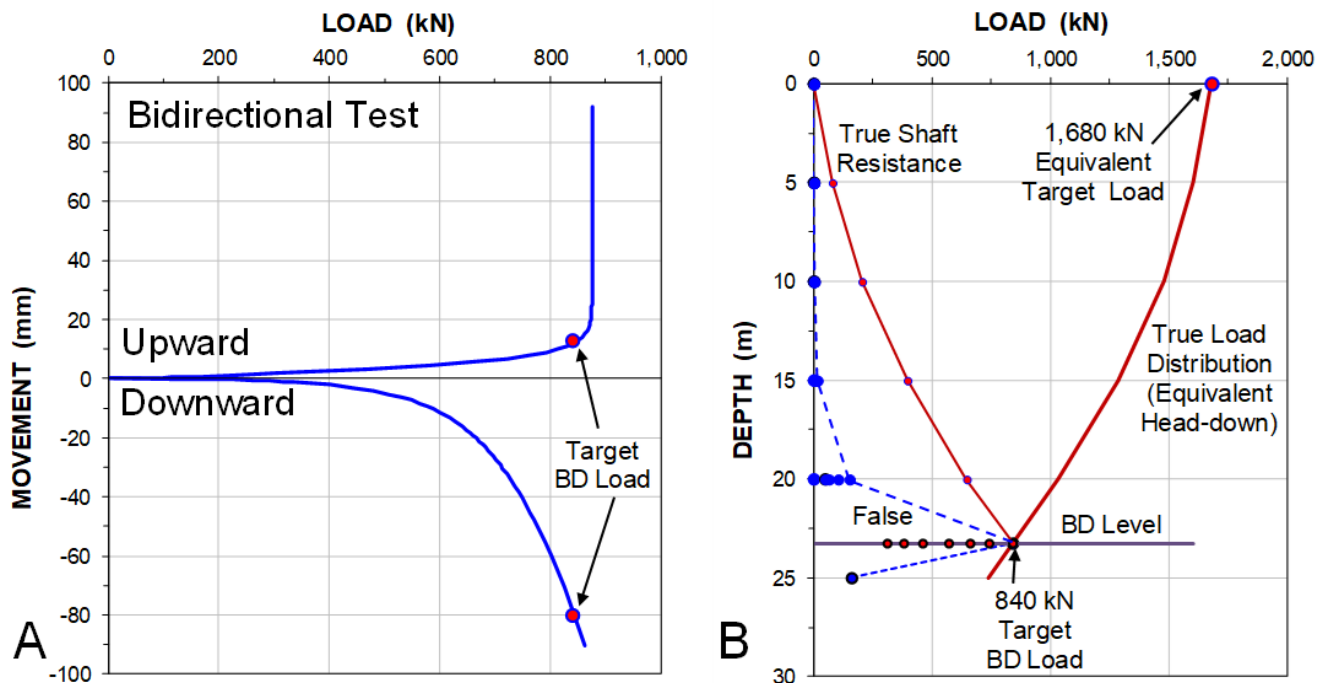 LOAD (kN)
0 200 400 600 800 1,000
100
80
60
40
20
0
-20
-40
-60
-80
-100
MOVEMENT (mm)
Bidirectional Test
Upward
Downward
Target
BD Load
A
LOAD (kN)
0 500 1,000 1,500 2,000
0
5
10
15
20
25
30
DEPTH (m)
True Shaft
Resistance
1,680 kN
Equivalent
Target Load
True Load
Distribution
(Equivalent
Head-down)
False
BD Level
840 kN
Target
BD Load
B